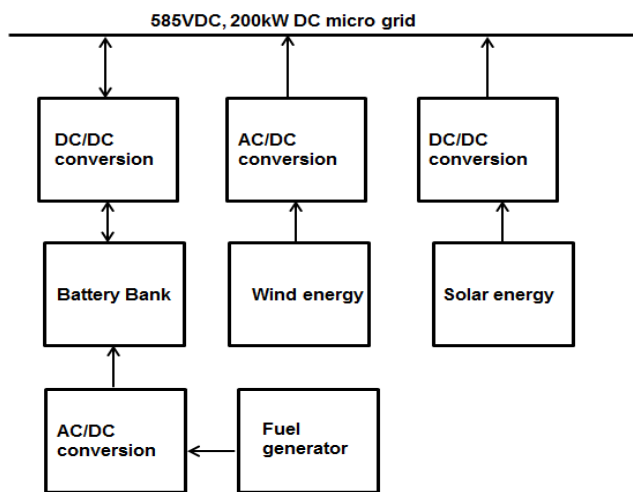 585VDC, 200kW DC micro grid
DC/DC
conversion
AC/DC
conversion
DC/DC
conversion
Battery Bank
Wind energy
Solar energy
AC/DC
conversion
Fuel
generator